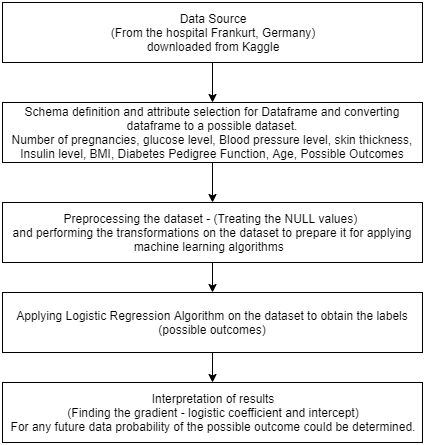 Data Source
(From the hospital Frankurt, Germany)
downloaded from Kaggle
Schema definition and attribute selection for Dataframe and converting
dataframe to a possible dataset.
Number of pregnancies, glucose level, Blood pressure level, skin thickness,
Insulin level, BMI, Diabetes Pedigree Function, Age, Possible Outcomes
Preprocessing the dataset - (Treating the NULL values)
and performing the transformations on the dataset to prepare it for applying
machine learning algorithms
Applying Logistic Regression Algorithm on the dataset to obtain the labels
(possible outcomes)
Interpretation of results
(Finding the gradient - logistic coefficient and intercept)
For any future data probability of the possible outcome could be determined.